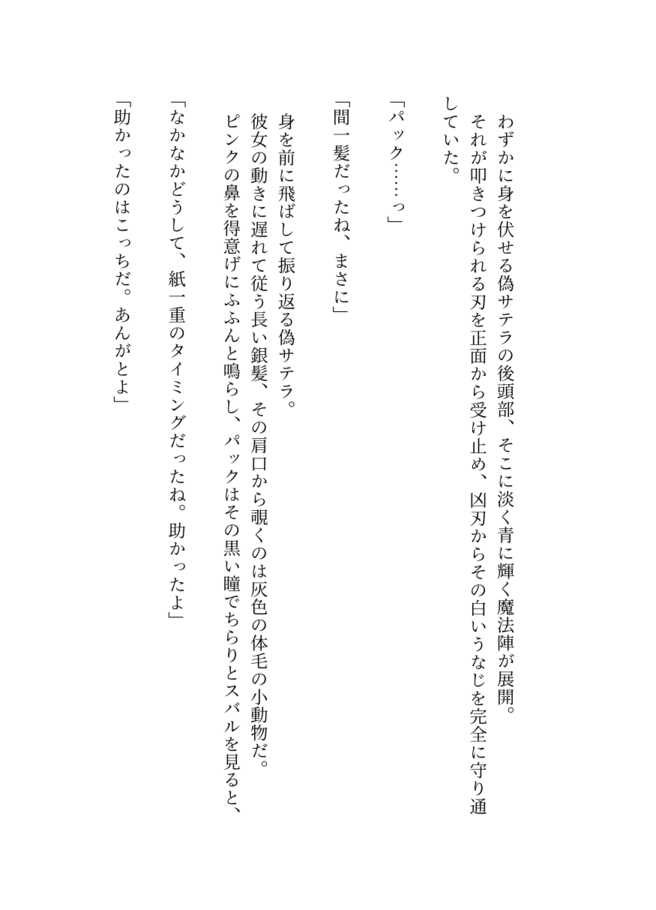 わずかに身を伏せる偽サテラの後頭部、そこに淡く青に輝く魔法陣が展開。
それが叩きつけられる刃を正面から受け止め、凶刃からその白いうなじを完全に守り通
していた。
「パック……っ」
「間一髪だったね、まさに」
身を前に飛ばして振り返る偽サテラ。
彼女の動きに遅れて従う長い銀髪、その肩口から覗くのは灰色の体毛の小動物だ。
ピンクの鼻を得意げにふふんと鳴らし、パックはその黒い瞳でちらりとスバルを見ると、
「なかなかどうして、紙一重のタイミングだったね。助かったよ」
「助かったのはこっちだ。あんがとよ」